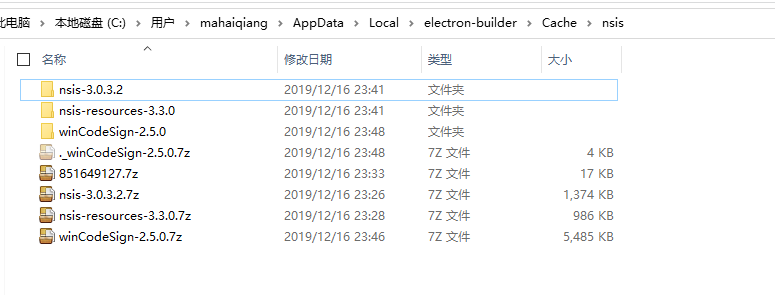 此电脑 › 本地磁盘 (C:) › 用户 › mahaiqiang › AppData › Local › electron-builder › Cache › nsis
名称 修改日期 类型 大小
nsis-3.0.3.2 2019/12/16 23:41 文件夹
nsis-resources-3.3.0 2019/12/16 23:41 文件夹
winCodeSign-2.5.0 2019/12/16 23:48 文件夹
._winCodeSign-2.5.0.7z 2019/12/16 23:48 7Z 文件 4 KB
851649127.7z 2019/12/16 23:33 7Z 文件 17 KB
nsis-3.0.3.2.7z 2019/12/16 23:26 7Z 文件 1,374 KB
nsis-resources-3.3.0.7z 2019/12/16 23:28 7Z 文件 986 KB
winCodeSign-2.5.0.7z 2019/12/16 23:46 7Z 文件 5,485 KB